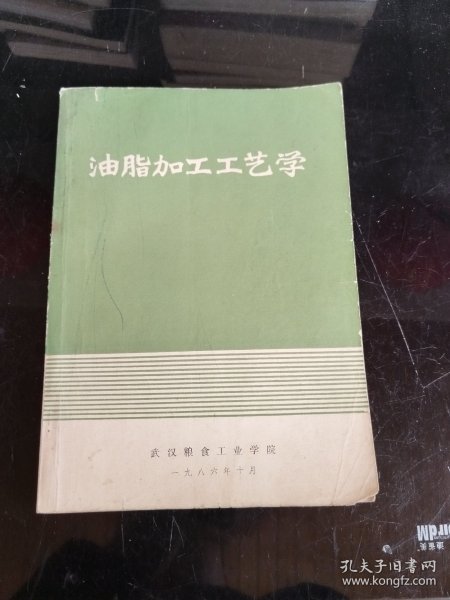 油脂加工工艺学
武汉粮食工业学院
一九八六年十月
孔夫子旧书网
www.kongfz.com